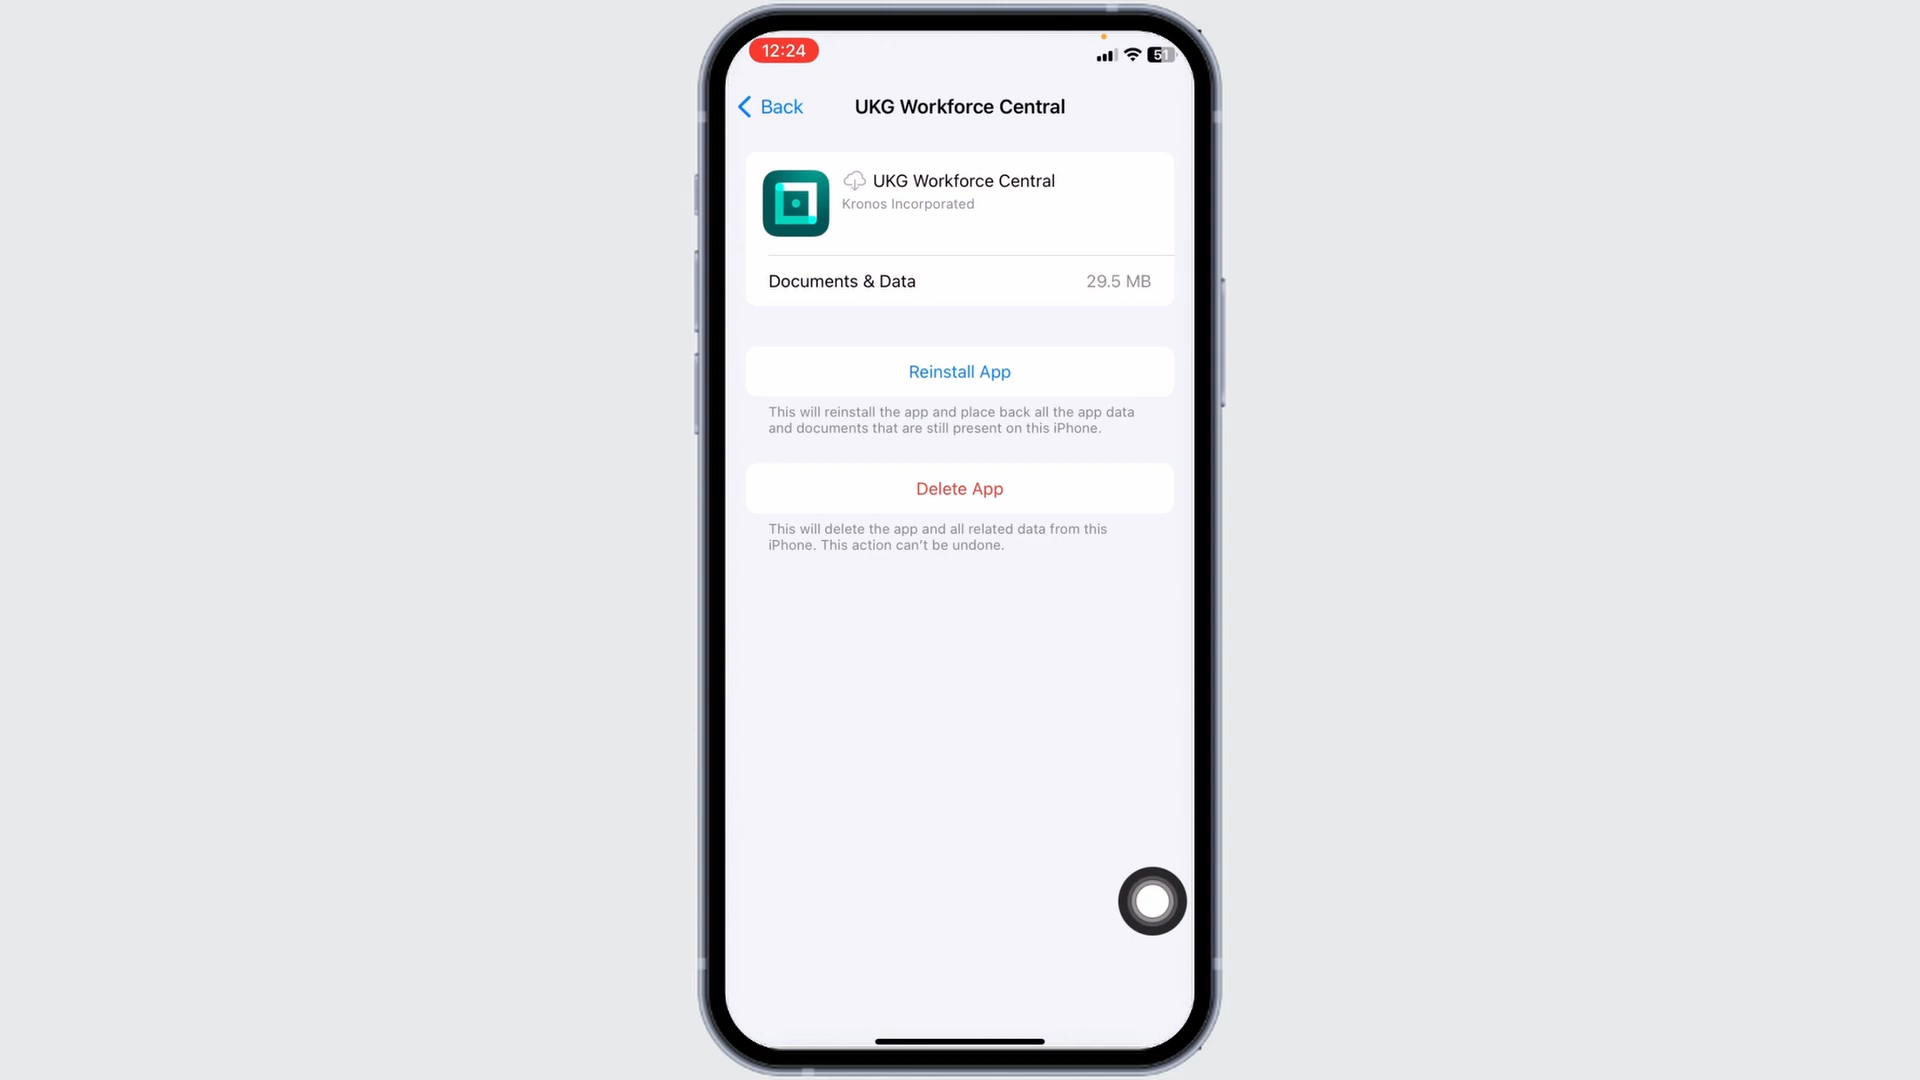 12:24
51
Back
UKG Workforce Central
UKG Workforce Central
Kronos Incorporated
Documents & Data 29.5 MB
Reinstall App
This will reinstall the app and place back all the app data
and documents that are still present on this iPhone.
Delete App
This will delete the app and all related data from this
iPhone. This action can’t be undone.